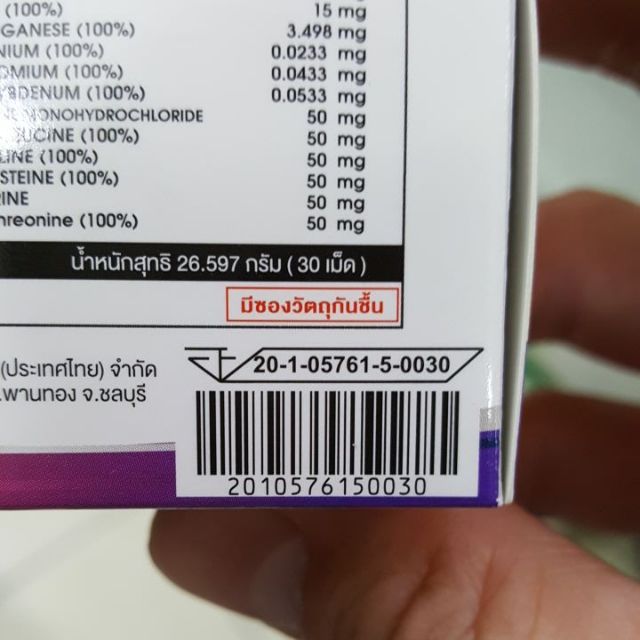 (100%) 15 mg
GANESE (100%) 3.498 mg
NIUM (100%) 0.0233 mg
OMIUM (100%) 0.0433 mg
YBDENUM (100%) 0.0533 mg
MONOHYDROCHLORIDE 50 mg
UCINE (100%) 50 mg
LINE (100%) 50 mg
STEINE (100%) 50 mg
RINE 50 mg
hreonine (100%) 50 mg
น้ำหนักสุทธิ 26.597 กรัม ( 30 เม็ด )
มีซองวัตถุกันชื้น
(ประเทศไทย) จำกัด
.พานทอง จ.ชลบุรี
20-1-05761-5-0030
2010576150030